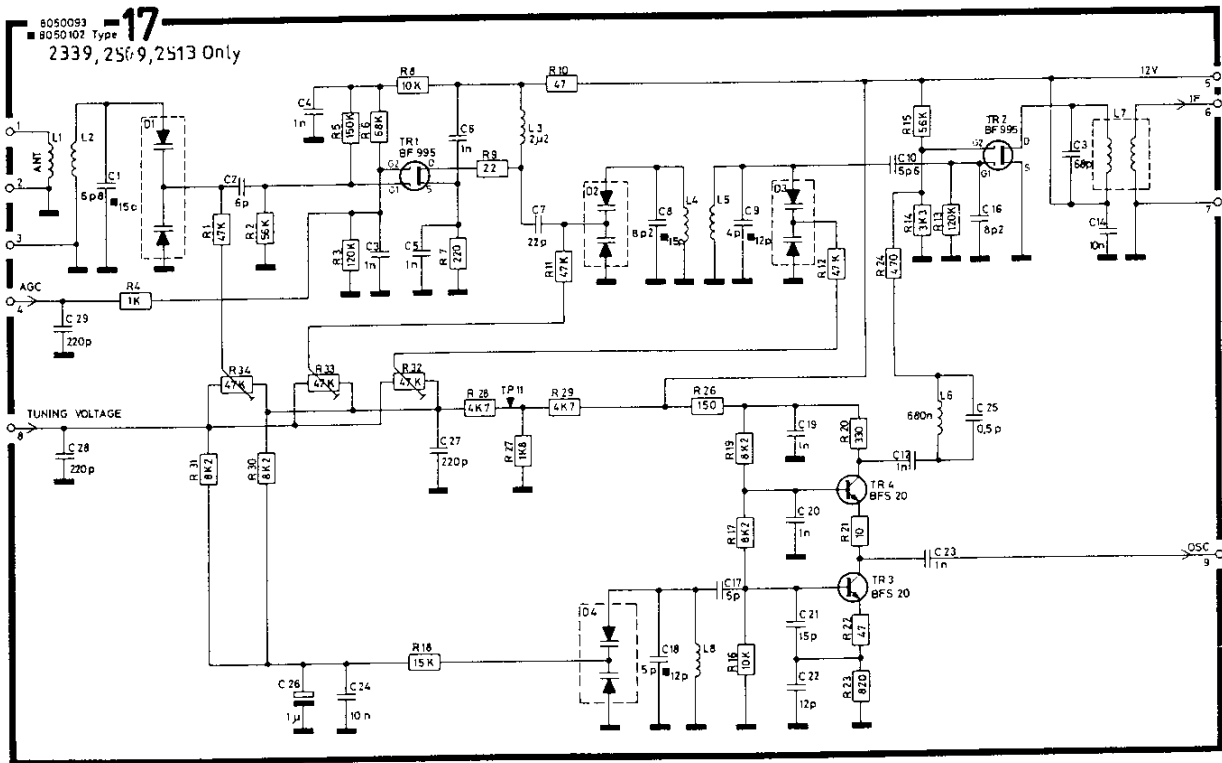 8050093
■ 8050102 Type 17
2339, 2509, 2513 Only
1
L1
L2
ANT
2
3
C1
6p8
■15p
D1
R1
47K
C2
6p
R2
56K
C4
1n
R5
150K
R6
68K
R8
10K
R10
47
TR1
BF 995
G2
G1
D
S
C6
1n
L3
2µ2
R9
22
R3
120K
C3
1n
C5
1n
R7
220
C7
22p
R11
47K
D2
C8
8p2
■15p
L4
L5
C9
4p
■12p
D3
R12
47K
C10
5p6
R15
56K
TR2
BF 995
G2
G1
D
S
R14
3K3
R13
120K
C16
8p2
R24
470
C3
68p
L7
C14
10n
12V
5
IF
6
7
AGC
4
R4
1K
C29
220p
R34
47K
R33
47K
R32
47K
TUNING VOLTAGE
8
C28
220p
R31
8K2
R30
8K2
C27
220p
R28
4K7
TP11
R29
4K7
R27
1K8
R26
150
R19
8K2
C19
1n
R20
330
C12
1n
L6
680n
C25
0,5p
TR4
BFS 20
R17
8K2
C20
1n
R21
10
C23
1n
OSC
9
TR3
BFS 20
C17
5p
C21
15p
R22
47
D4
C18
5p
■12p
L8
R16
10K
C22
12p
R23
820
R18
15K
C26
1µ
C24
10n